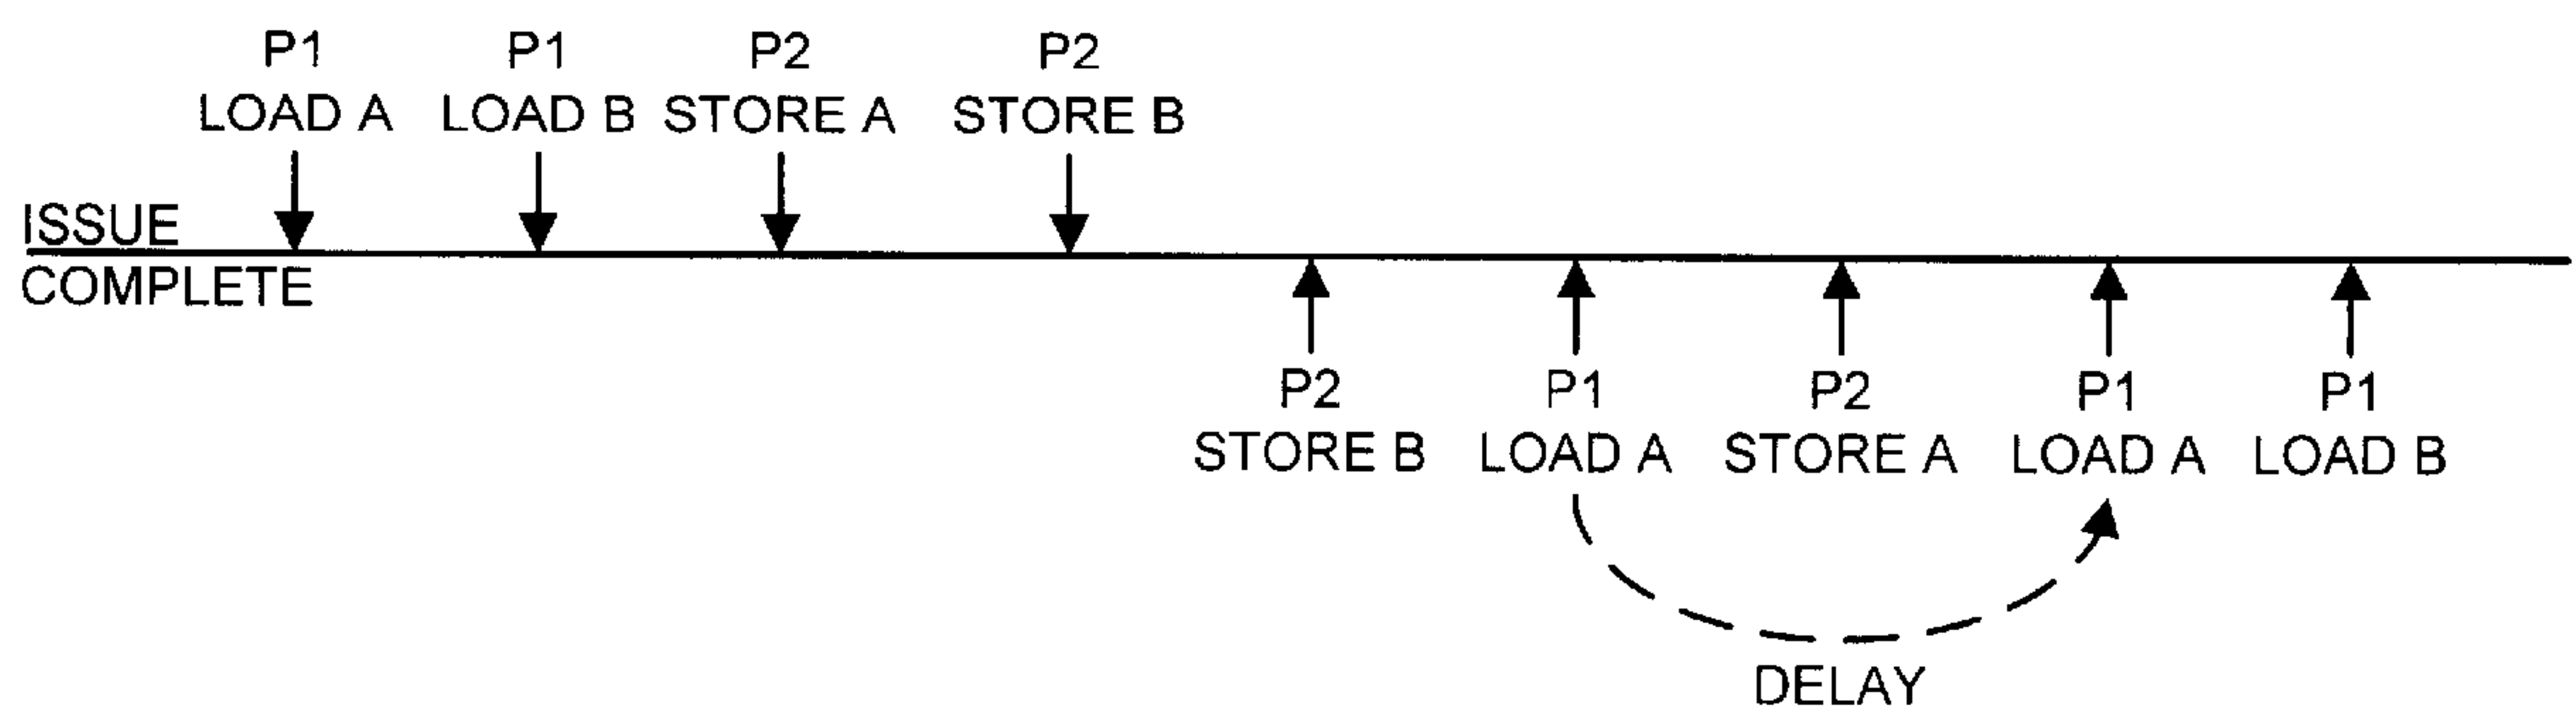 P1
LOAD A
P1
LOAD B
P2
STORE A
P2
STORE B
ISSUE
COMPLETE
P2
STORE B
P1
LOAD A
P2
STORE A
P1
LOAD A
P1
LOAD B
DELAY